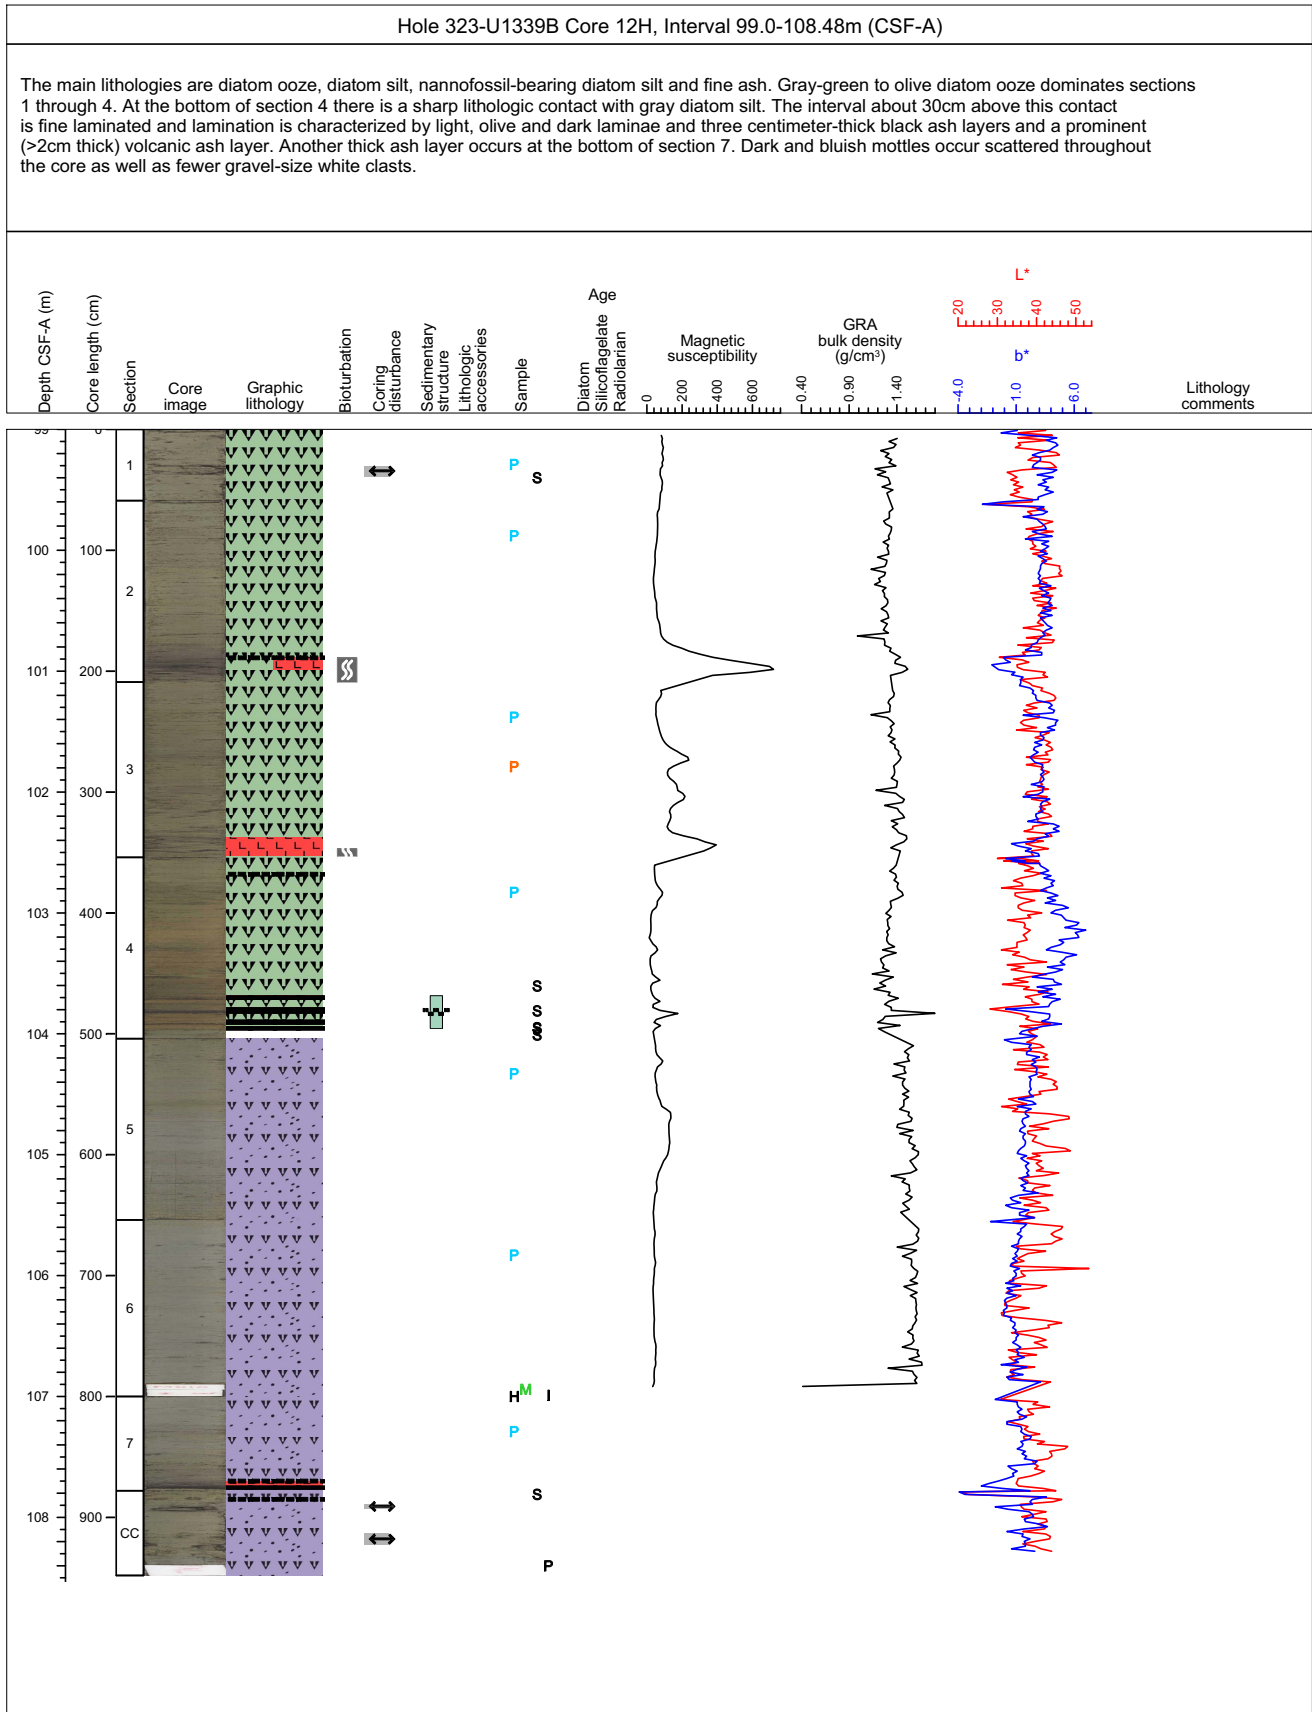 Hole 323-U1339B Core 12H, Interval 99.0-108.48m (CSF-A)
The main lithologies are diatom ooze, diatom silt, nannofossil-bearing diatom silt and fine ash. Gray-green to olive diatom ooze dominates sections
1 through 4. At the bottom of section 4 there is a sharp lithologic contact with gray diatom silt. The interval about 30cm above this contact
is fine laminated and lamination is characterized by light, olive and dark laminae and three centimeter-thick black ash layers and a prominent
(>2cm thick) volcanic ash layer. Another thick ash layer occurs at the bottom of section 7. Dark and bluish mottles occur scattered throughout
the core as well as fewer gravel-size white clasts.
Depth CSF-A (m)
Core length (cm)
Section
Core
image
Graphic
lithology
Bioturbation
Coring
disturbance
Sedimentary
structure
Lithologic
accessories
Sample
Age
Diatom
Silicoflagelate
Radiolarian
Magnetic
susceptibility
0 200 400 600
GRA
bulk density
(g/cm³)
0.40 0.90 1.40
L*
20 30 40 50
b*
-4.0 1.0 6.0
Lithology
comments
99 0
1 P
S
P
100 100
2
101 200
P
3 P
102 300
P
103 400
4
S
S
S
S
104 500
P
5
105 600
P
106 700
6
M
107 800 H I
P
7
S
108 900
CC
P